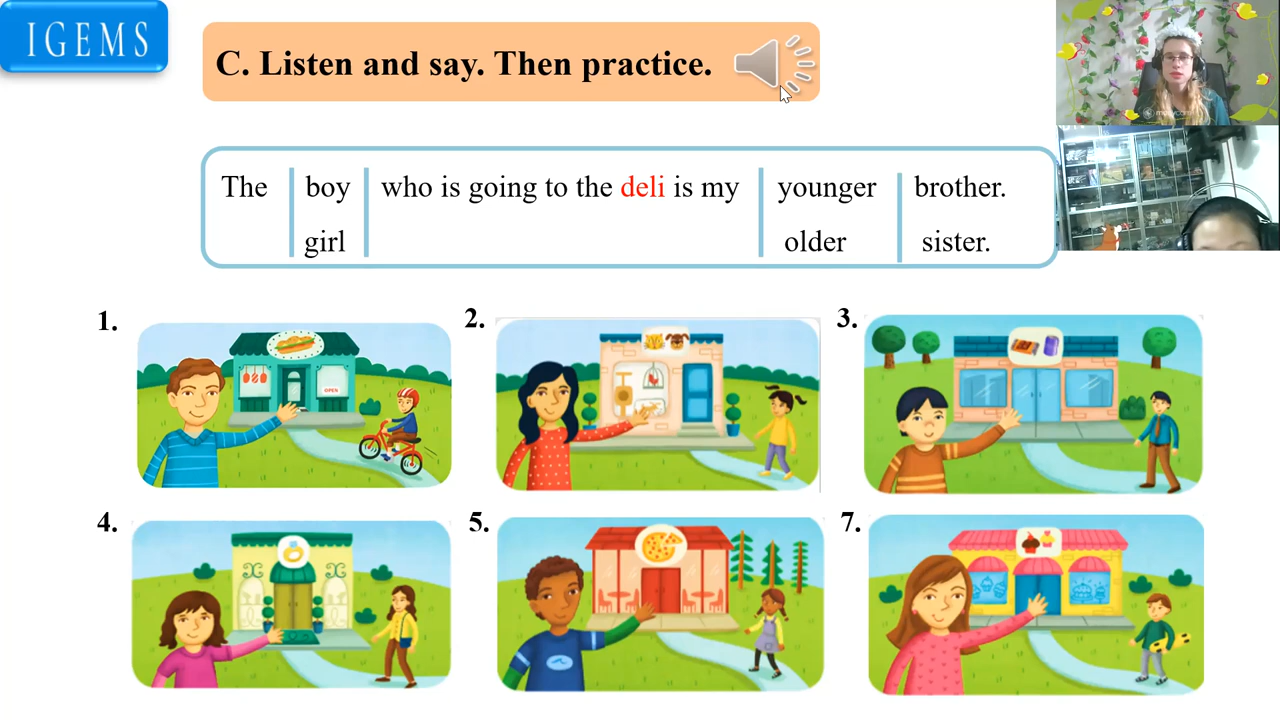 IGEMS
C. Listen and say. Then practice.
The boy who is going to the deli is my younger brother.
girl older sister.
1.
2.
3.
OPEN
4.
5.
7.